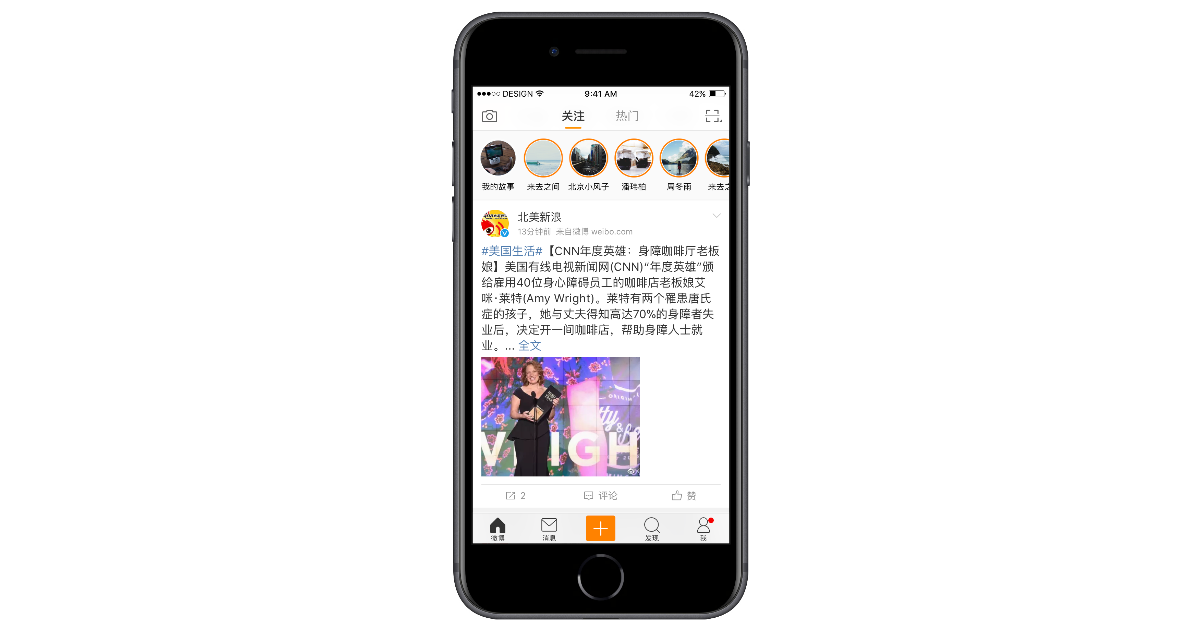 DESIGN
9:41 AM
42%
关注
热门
我的故事
来去之间
北京小风子
潘玮柏
周冬雨
来去之
北美新浪
13分钟前 来自微博 weibo.com
#美国生活#【CNN年度英雄：身障咖啡厅老板
娘】美国有线电视新闻网(CNN)“年度英雄”颁
给雇用40位身心障碍员工的咖啡店老板娘艾
咪·莱特(Amy Wright)。莱特有两个罹患唐氏
症的孩子，她与丈夫得知高达70%的身障者失
业后，决定开一间咖啡店，帮助身障人士就
业。... 全文
2
评论
赞
微博
消息
发现
我